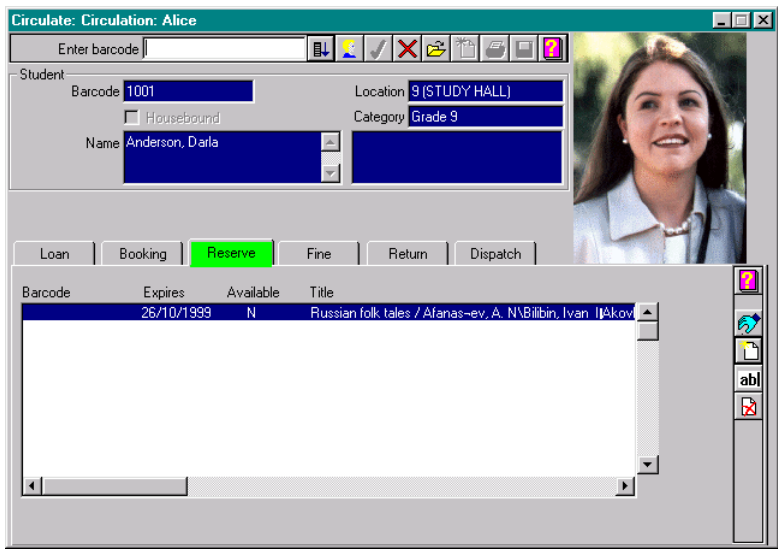 Circulate: Circulation: Alice
Enter barcode
Student
Barcode 1001 Location 9 (STUDY HALL)
Housebound Category Grade 9
Name Anderson, Darla
Loan Booking Reserve Fine Return Dispatch
Barcode Expires Available Title
26/10/1999 N Russian folk tales / Afanas¬ev, A. N\Bilibin, Ivan
ab|